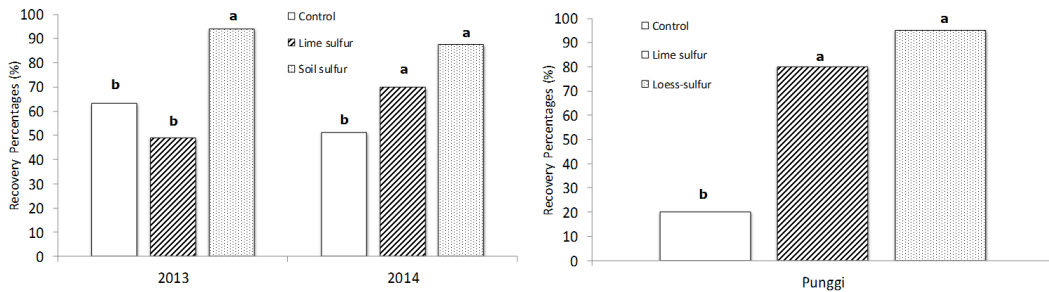 Recovery Percentages (%)
100
90
80
70
60
50
40
30
20
10
0
Control
Lime sulfur
Soil sulfur
b
b
a
b
a
a
2013
2014
Recovery Percentages (%)
100
90
80
70
60
50
40
30
20
10
0
Control
Lime sulfur
Loess-sulfur
b
a
a
Punggi